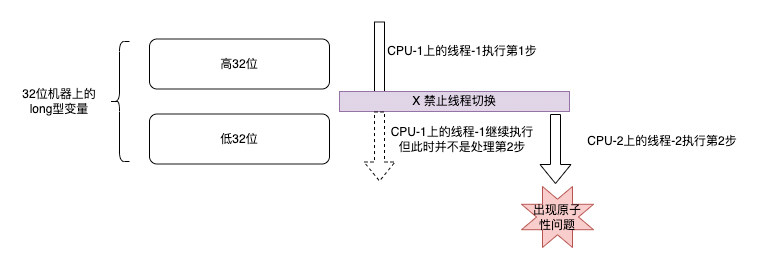 32位机器上的
long型变量
高32位
低32位
CPU-1上的线程-1执行第1步
X 禁止线程切换
CPU-1上的线程-1继续执行
但此时并不是处理第2步
CPU-2上的线程-2执行第2步
出现原子
性问题